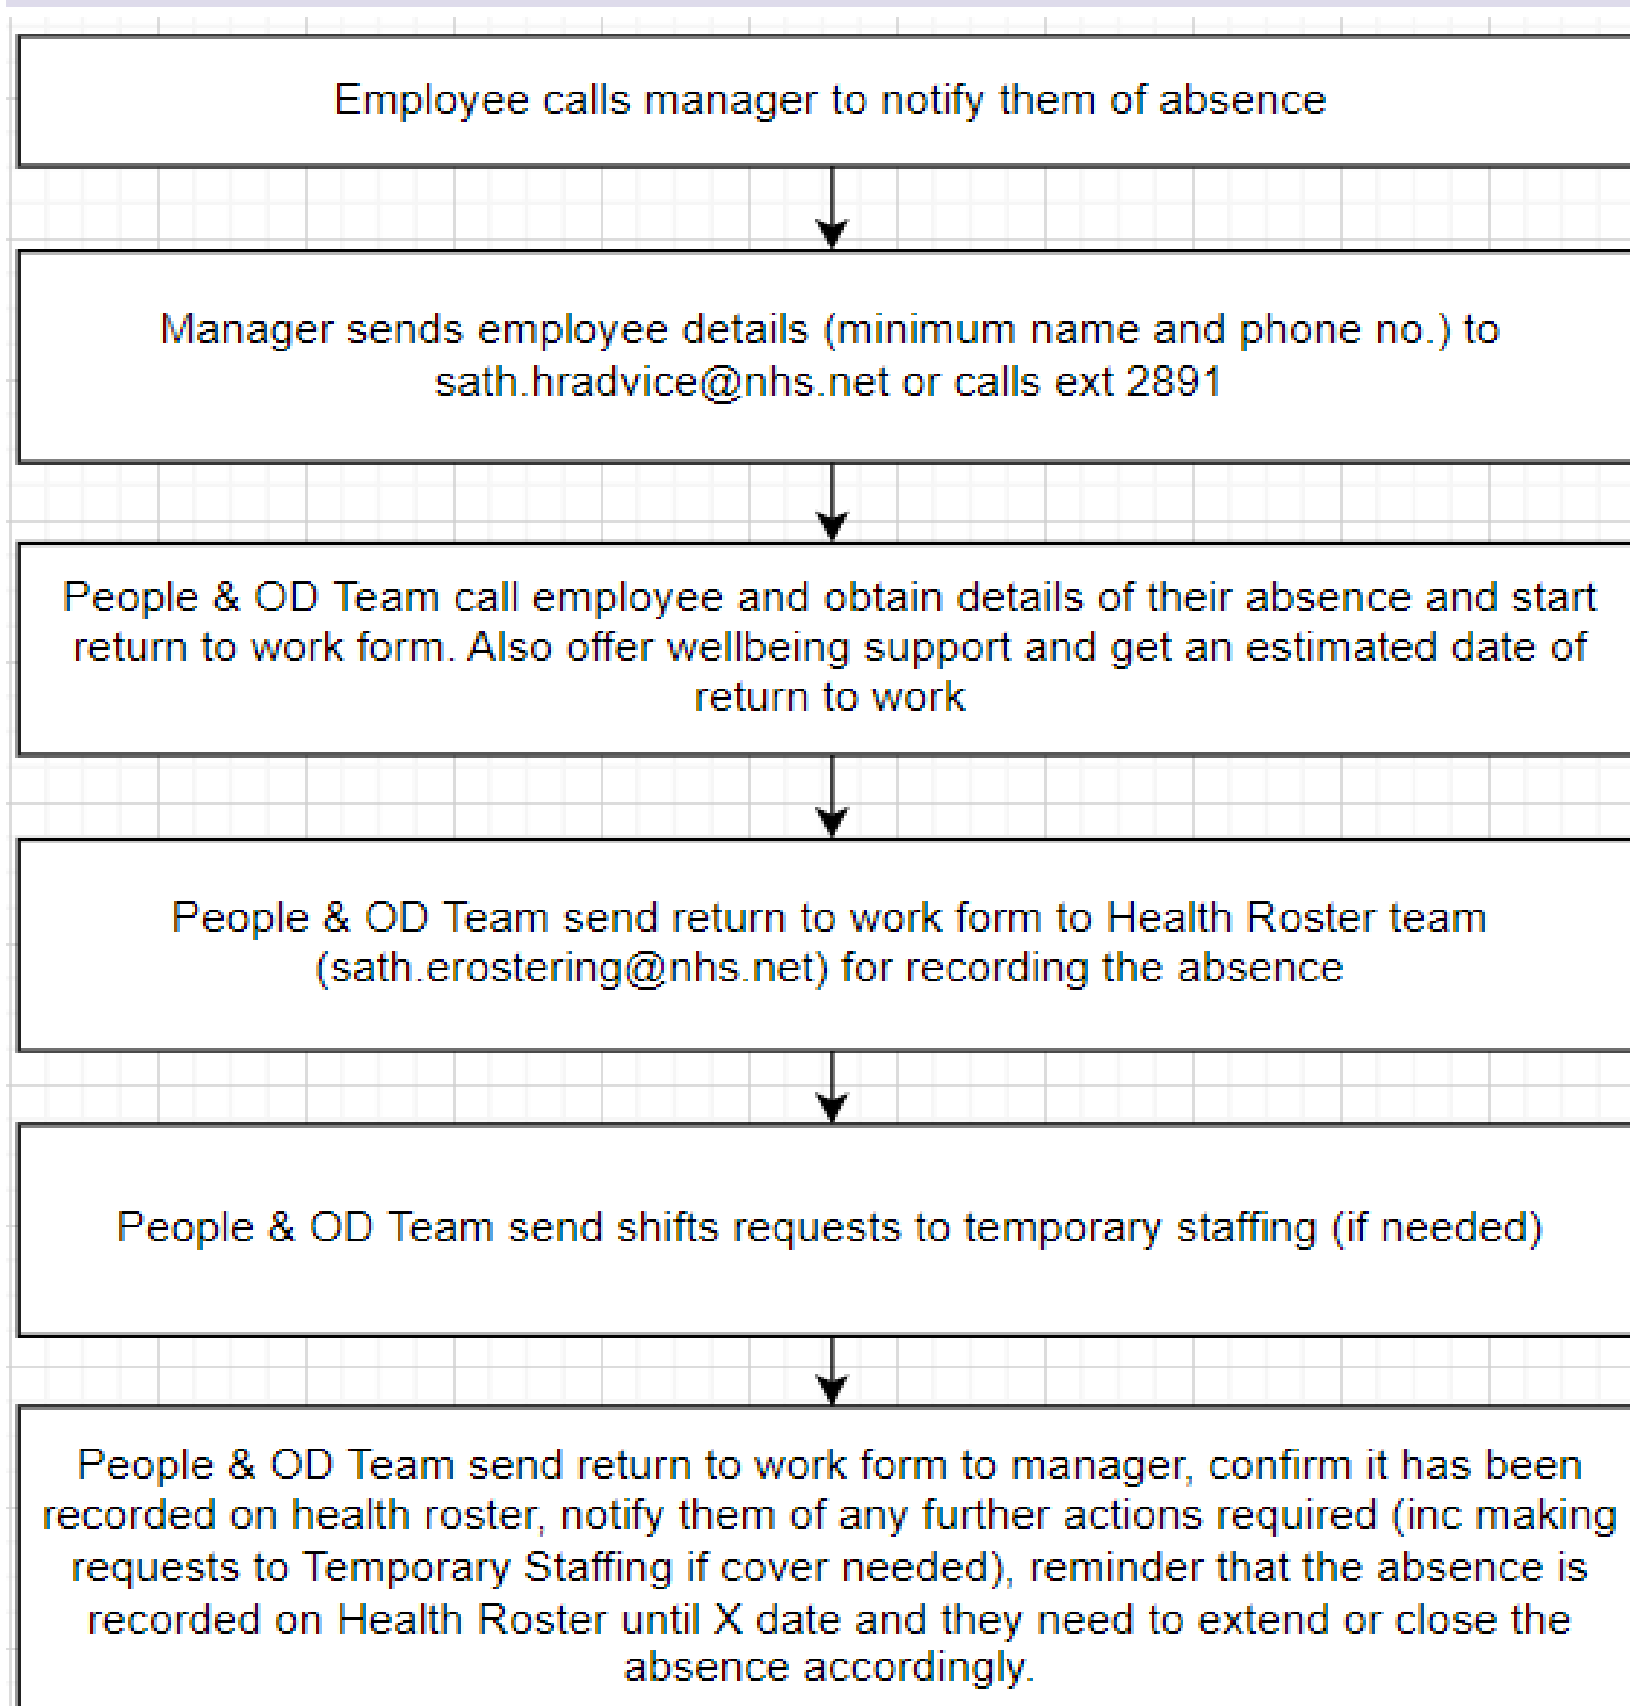 Employee calls manager to notify them of absence
Manager sends employee details (minimum name and phone no.) to
sath.hradvice@nhs.net or calls ext 2891
People & OD Team call employee and obtain details of their absence and start
return to work form. Also offer wellbeing support and get an estimated date of
return to work
People & OD Team send return to work form to Health Roster team
(sath.erostering@nhs.net) for recording the absence
People & OD Team send shifts requests to temporary staffing (if needed)
People & OD Team send return to work form to manager, confirm it has been
recorded on health roster, notify them of any further actions required (inc making
requests to Temporary Staffing if cover needed), reminder that the absence is
recorded on Health Roster until X date and they need to extend or close the
absence accordingly.